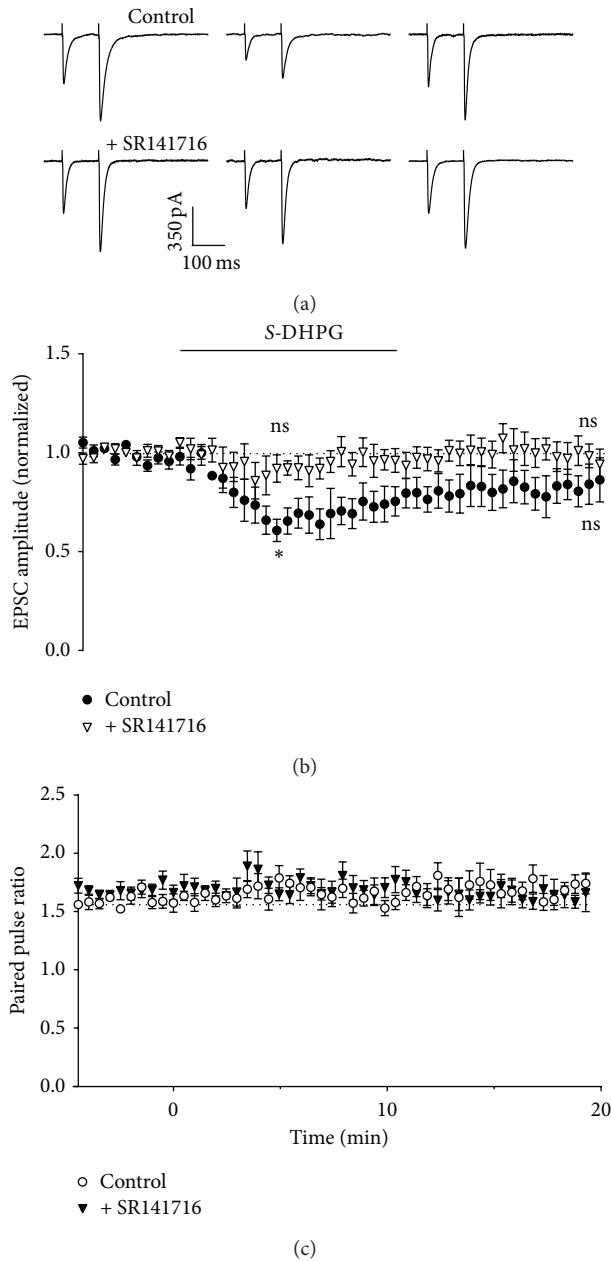 Control
+ SR141716
350 pA
100 ms
(a)
S-DHPG
1.5
1.0
0.5
0.0
EPSC amplitude (normalized)
ns
ns
*
ns
Control
+ SR141716
(b)
2.5
2.0
1.5
1.0
0.5
0.0
Paired pulse ratio
0
10
20
Time (min)
Control
+ SR141716
(c)